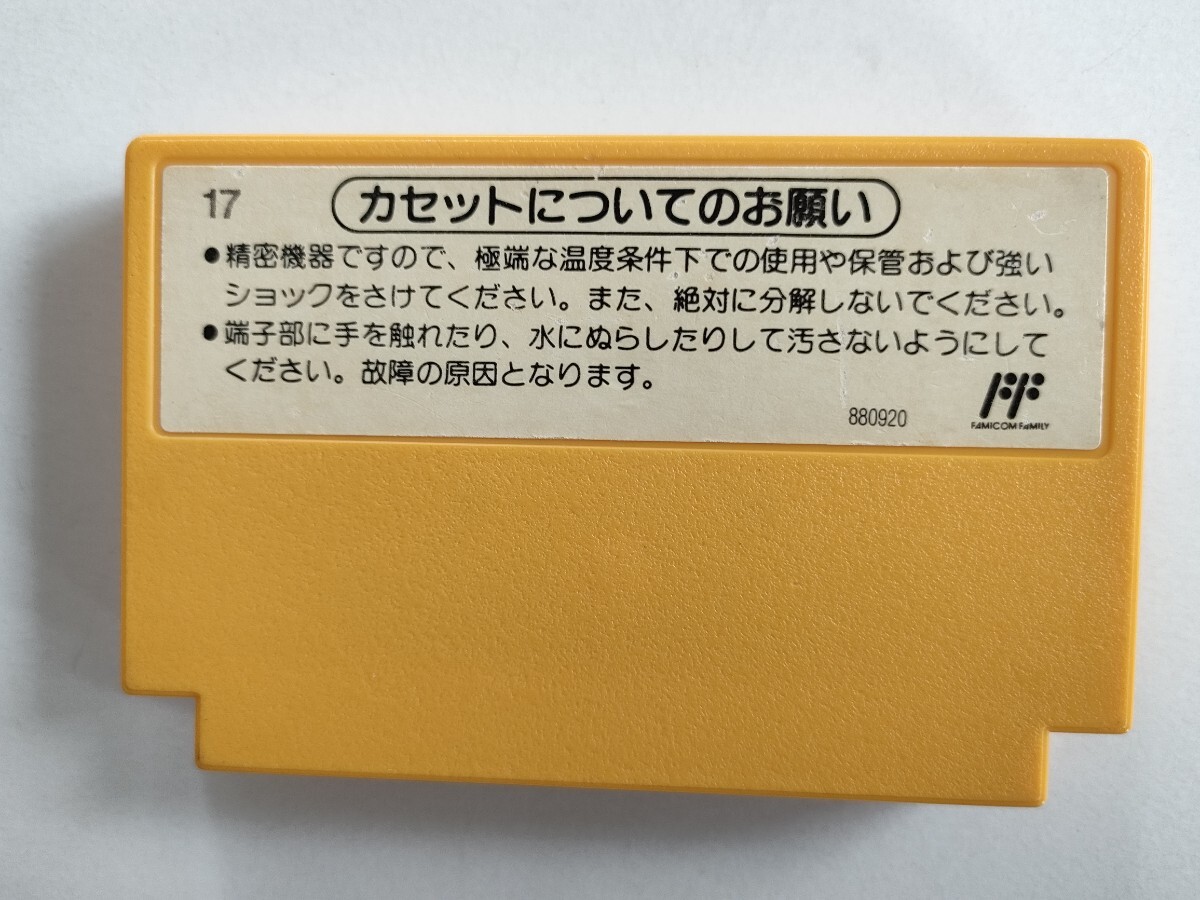 17
カセットについてのお願い
●精密機器ですので、極端な温度条件下での使用や保管および強い
ショックをさけてください。また、絶対に分解しないでください。
●端子部に手を触れたり、水にぬらしたりして汚さないようにして
ください。故障の原因となります。
880920
FAMICOM FAMILY